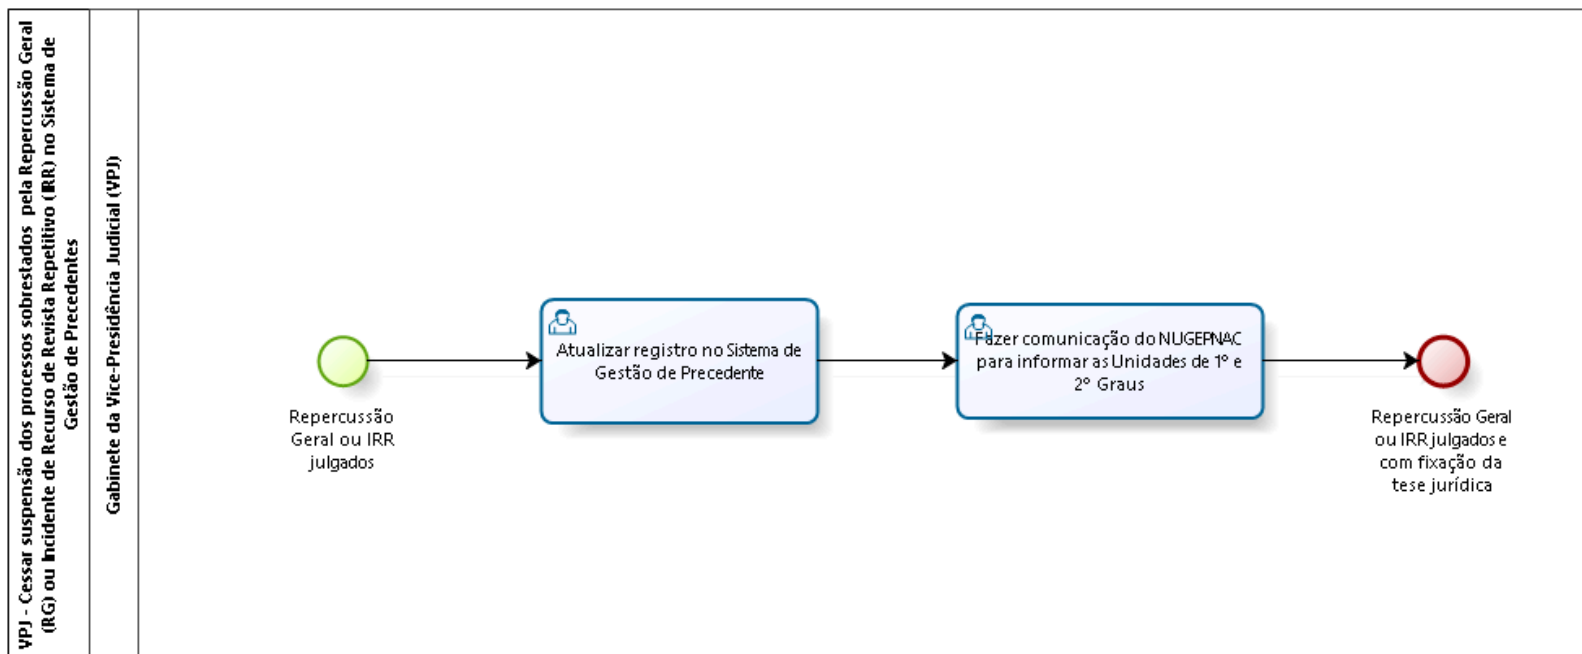 VPJ - Cessar suspensão dos processos sobrestados pela Repercussão Geral
(RG) ou Incidente de Recurso de Revista Repetitivo (IRR) no Sistema de
Gestão de Precedentes
Gabinete da Vice-Presidência Judicial (VPJ)
Repercussão
Geral ou IRR
julgados
Atualizar registro no Sistema de
Gestão de Precedente
Fazer comunicação do NUGEPNAC
para informar as Unidades de 1º e
2º Graus
Repercussão Geral
ou IRR julgados e
com fixação da
tese jurídica